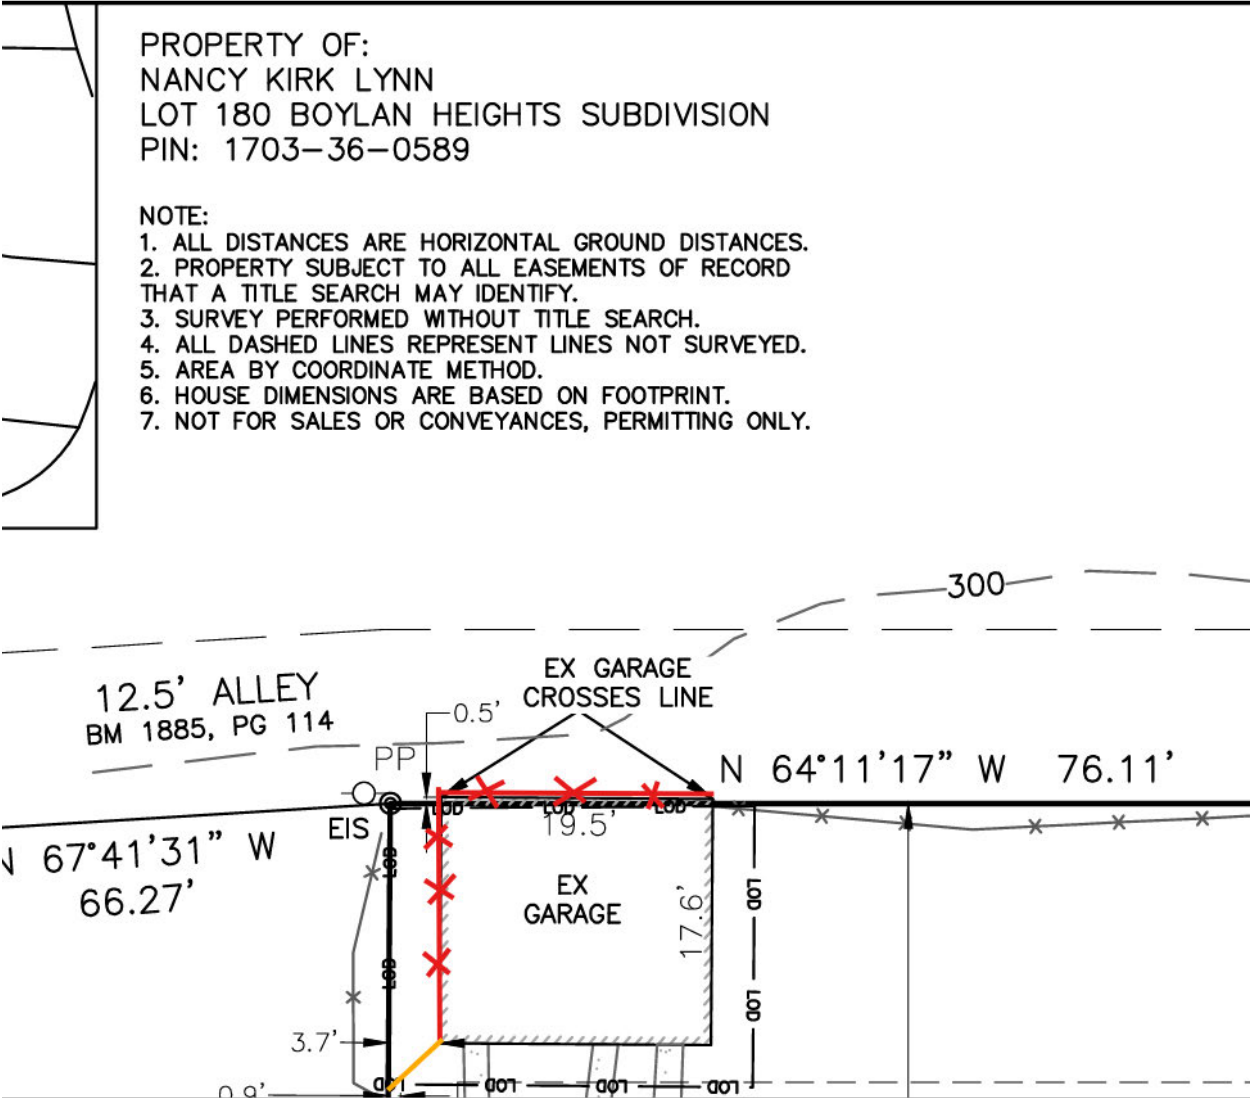 PROPERTY OF:
NANCY KIRK LYNN
LOT 180 BOYLAN HEIGHTS SUBDIVISION
PIN: 1703-36-0589
NOTE:
1. ALL DISTANCES ARE HORIZONTAL GROUND DISTANCES.
2. PROPERTY SUBJECT TO ALL EASEMENTS OF RECORD
THAT A TITLE SEARCH MAY IDENTIFY.
3. SURVEY PERFORMED WITHOUT TITLE SEARCH.
4. ALL DASHED LINES REPRESENT LINES NOT SURVEYED.
5. AREA BY COORDINATE METHOD.
6. HOUSE DIMENSIONS ARE BASED ON FOOTPRINT.
7. NOT FOR SALES OR CONVEYANCES, PERMITTING ONLY.
300
EX GARAGE
CROSSES LINE
12.5' ALLEY
BM 1885, PG 114
0.5'
PP
N 64°11'17" W 76.11'
LOD
LOD
LOD
19.5'
EIS
N 67°41'31" W
66.27'
LOD
EX
GARAGE
17.6'
LOD
LOD
LOD
3.7'
LOD
LOD
LOD
LOD
LOD
0.9'